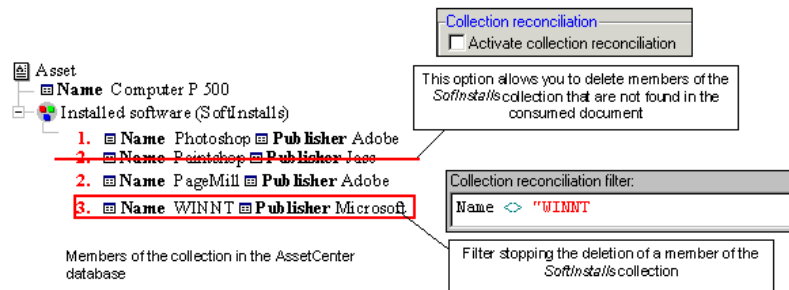 Collection reconciliation
Activate collection reconciliation
Asset
Name Computer P 500
Installed software (SoftInstalls)
1. Name Photoshop Publisher Adobe
2. Name Paintshop Publisher Jasc
2. Name PageMill Publisher Adobe
3. Name WINNT Publisher Microsoft
This option allows you to delete members of the
SofInstalls collection that are not found in the
consumed document
Collection reconciliation filter:
Name <> "WINNT
Members of the collection in the AssetCenter
database
Filter stopping the deletion of a member of the
SoftInstalls collection